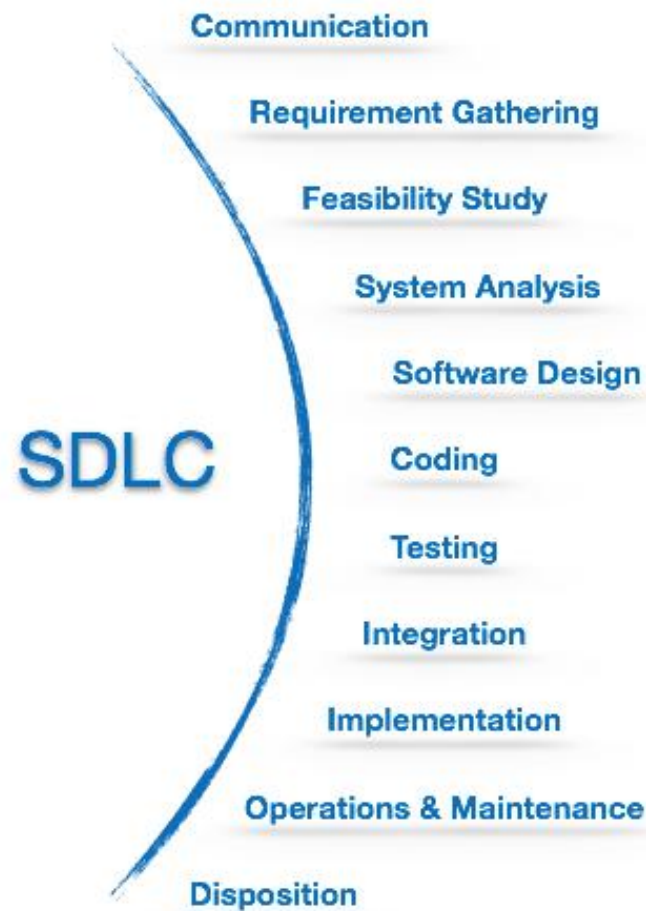 Communication
Requirement Gathering
Feasibility Study
System Analysis
Software Design
SDLC
Coding
Testing
Integration
Implementation
Operations & Maintenance
Disposition